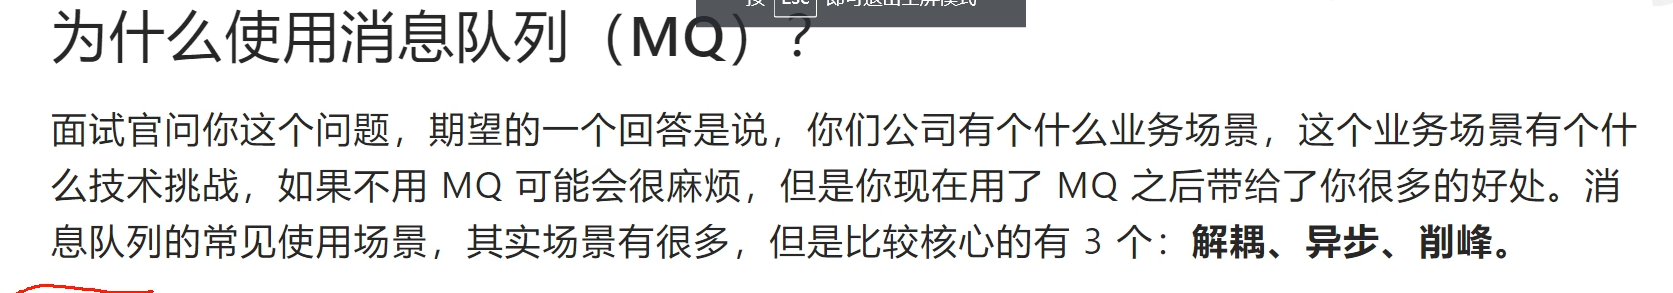 Esc
为什么使用消息队列（MQ）？
面试官问你这个问题，期望的一个回答是说，你们公司有个什么业务场景，这个业务场景有个什
么技术挑战，如果不用 MQ 可能会很麻烦，但是你现在用了 MQ 之后带给了你很多的好处。消
息队列的常见使用场景，其实场景有很多，但是比较核心的有 3 个：解耦、异步、削峰。